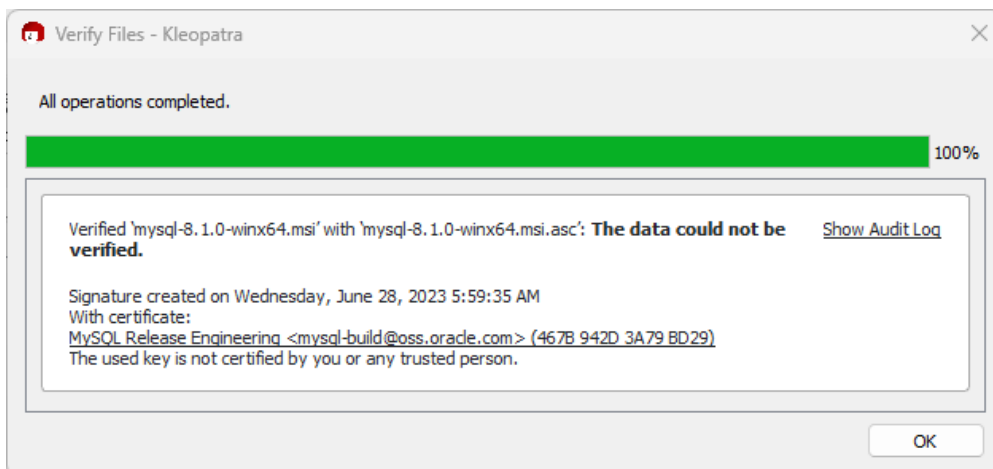 Verify Files - Kleopatra
All operations completed.
100%
Verified 'mysql-8.1.0-winx64.msi' with 'mysql-8.1.0-winx64.msi.asc': The data could not be
verified.
Show Audit Log
Signature created on Wednesday, June 28, 2023 5:59:35 AM
With certificate:
MySQL Release Engineering <mysql-build@oss.oracle.com> (467B 942D 3A79 BD29)
The used key is not certified by you or any trusted person.
OK